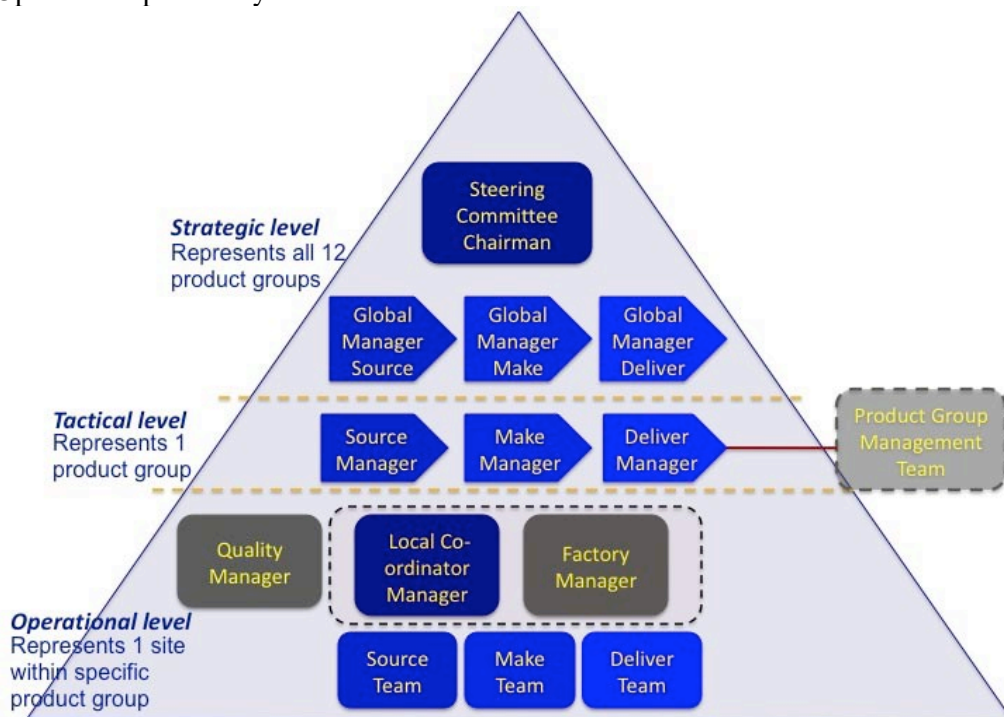 Steering
Committee
Chairman
Strategic level
Represents all 12
product groups
Global
Manager
Source
Global
Manager
Make
Global
Manager
Deliver
Tactical level
Represents 1
product group
Source
Manager
Make
Manager
Deliver
Manager
Product Group
Management
Team
Quality
Manager
Local Co-
ordinator
Manager
Factory
Manager
Operational level
Represents 1 site
within specific
product group
Source
Team
Make
Team
Deliver
Team